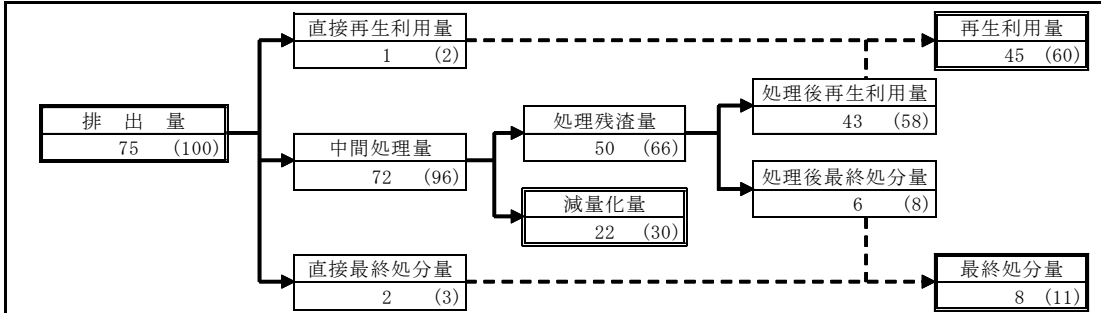 直接再生利用量
1 (2)
再生利用量
45 (60)
処理後再生利用量
43 (58)
排 出 量
75 (100)
処理残渣量
50 (66)
中間処理量
72 (96)
処理後最終処分量
6 (8)
減量化量
22 (30)
直接最終処分量
2 (3)
最終処分量
8 (11)